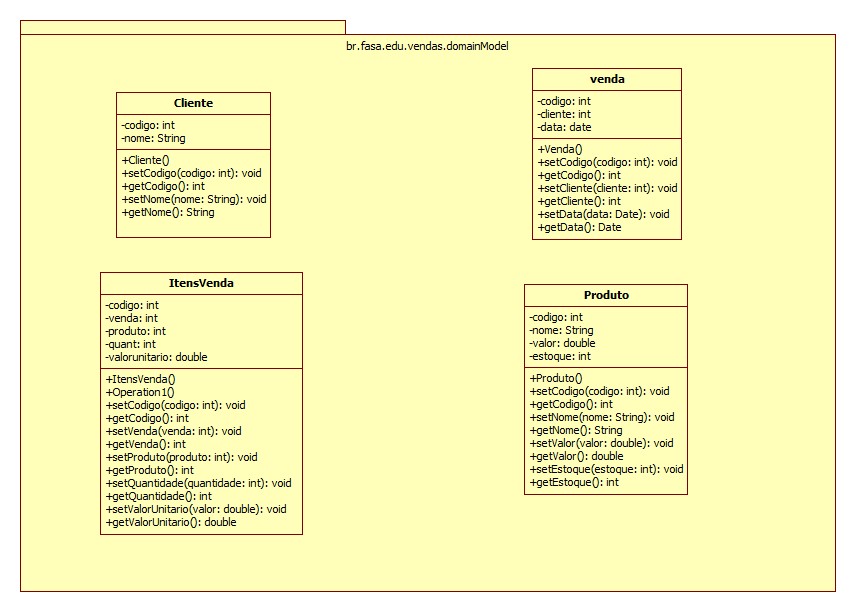 br.fasa.edu.vendas.domainModel
Cliente
-codigo: int
-nome: String
+Cliente()
+setCodigo(codigo: int): void
+getCodigo(): int
+setNome(nome: String): void
+getNome(): String
venda
-codigo: int
-cliente: int
-data: date
+Venda()
+setCodigo(codigo: int): void
+getCodigo(): int
+setCliente(cliente: int): void
+getCliente(): int
+setData(data: Date): void
+getData(): Date
ItensVenda
-codigo: int
-venda: int
-produto: int
-quant: int
-valorunitario: double
+ItensVenda()
+Operation1()
+setCodigo(codigo: int): void
+getCodigo(): int
+setVenda(venda: int): void
+getVenda(): int
+setProduto(produto: int): void
+getProduto(): int
+setQuantidade(quantidade: int): void
+getQuantidade(): int
+setValorUnitario(valor: double): void
+getValorUnitario(): double
Produto
-codigo: int
-nome: String
-valor: double
-estoque: int
+Produto()
+setCodigo(codigo: int): void
+getCodigo(): int
+setNome(nome: String): void
+getNome(): String
+setValor(valor: double): void
+getValor(): double
+setEstoque(estoque: int): void
+getEstoque(): int